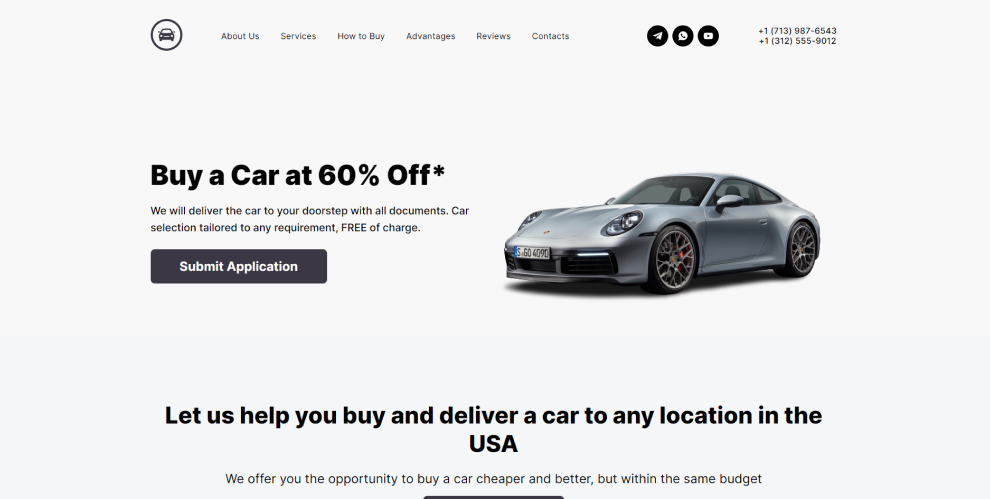 About Us
Services
How to Buy
Advantages
Reviews
Contacts
+1 (713) 987-6543
+1 (312) 555-9012
Buy a Car at 60% Off*
We will deliver the car to your doorstep with all documents. Car
selection tailored to any requirement, FREE of charge.
Submit Application
S GO 4090
Let us help you buy and deliver a car to any location in the
USA
We offer you the opportunity to buy a car cheaper and better, but within the same budget